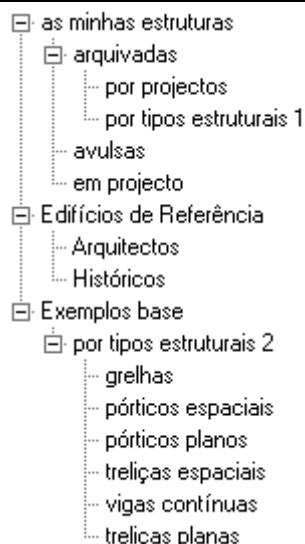 as minhas estruturas
arquivadas
por projectos
por tipos estruturais 1
avulsas
em projecto
Edifícios de Referência
Arquitectos
Históricos
Exemplos base
por tipos estruturais 2
grelhas
pórticos espaciais
pórticos planos
treliças espaciais
vigas contínuas
treliças planas